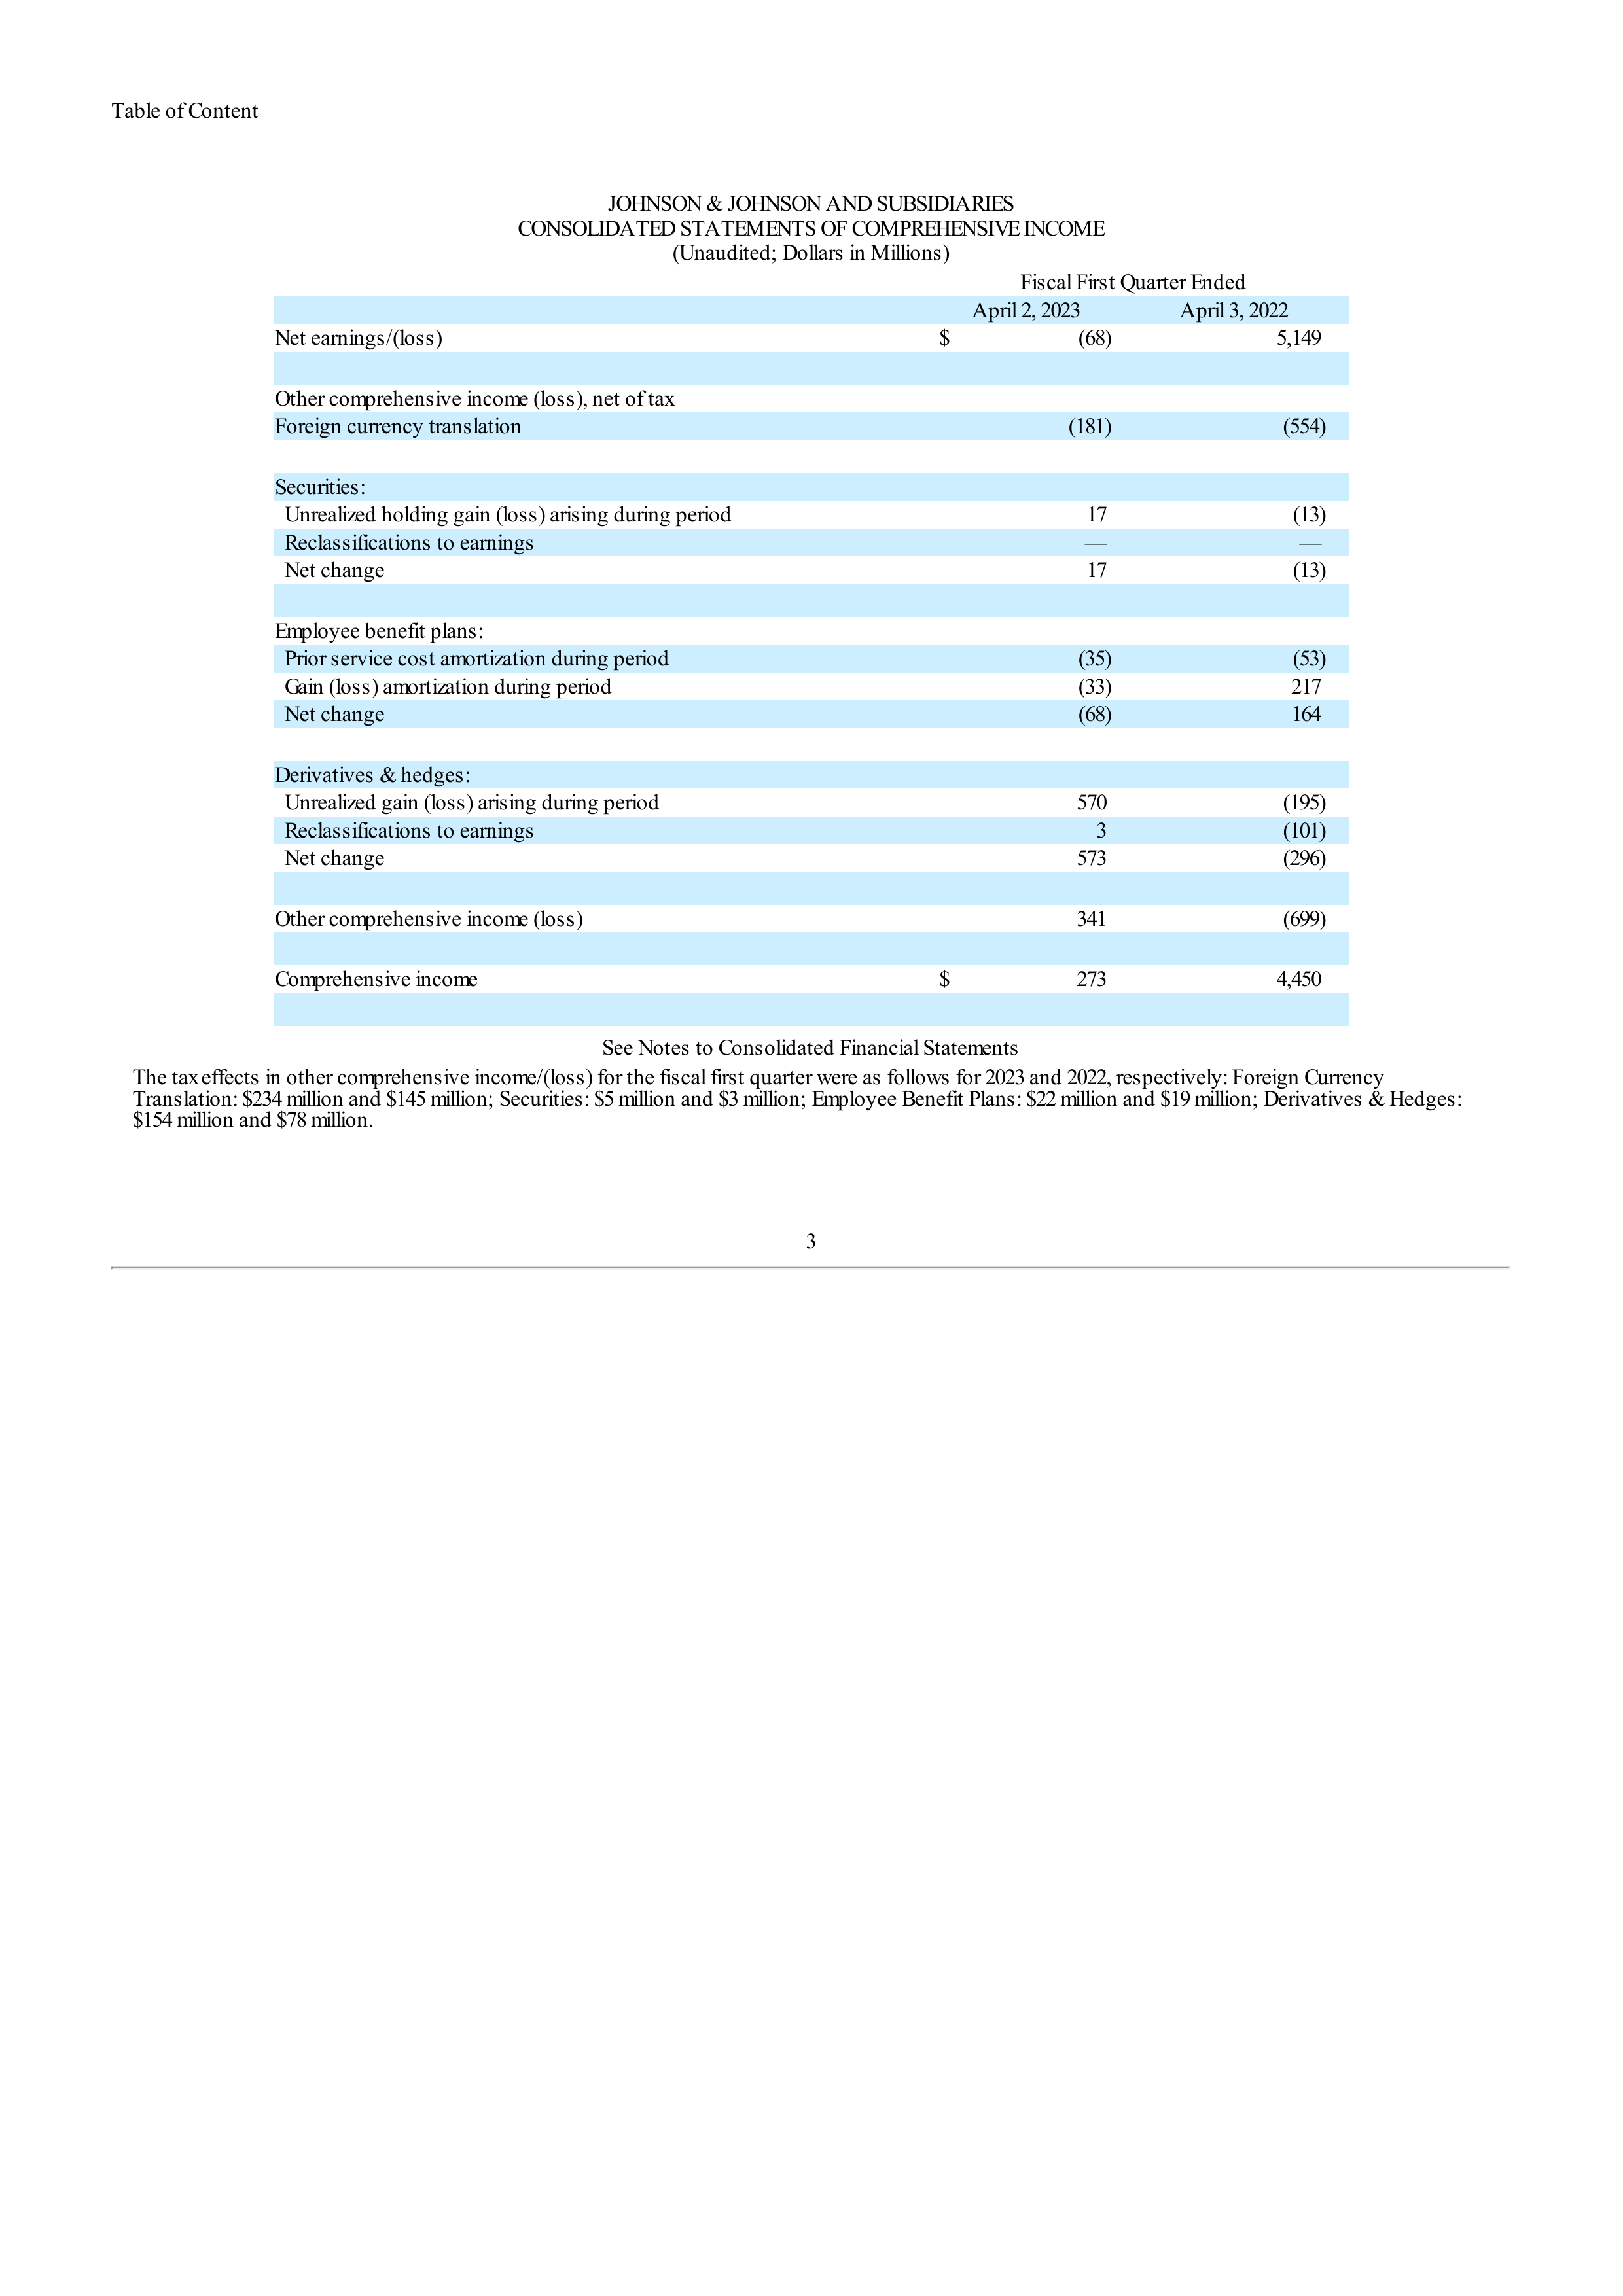 Table of Content
JOHNSON & JOHNSON AND SUBSIDIARIES
CONSOLIDATED STATEMENTS OF COMPREHENSIVE INCOME
(Unaudited; Dollars in Millions)
Fiscal First Quarter Ended
April 2, 2023 April 3, 2022
Net earnings/(loss) $ (68) 5,149
Other comprehensive income (loss), net of tax
Foreign currency translation (181) (554)
Securities:
Unrealized holding gain (loss) arising during period 17 (13)
Reclassifications to earnings — —
Net change 17 (13)
Employee benefit plans:
Prior service cost amortization during period (35) (53)
Gain (loss) amortization during period (33) 217
Net change (68) 164
Derivatives & hedges:
Unrealized gain (loss) arising during period 570 (195)
Reclassifications to earnings 3 (101)
Net change 573 (296)
Other comprehensive income (loss) 341 (699)
Comprehensive income $ 273 4,450
See Notes to Consolidated Financial Statements
The tax effects in other comprehensive income/(loss) for the fiscal first quarter were as follows for 2023 and 2022, respectively: Foreign Currency
Translation: $234 million and $145 million; Securities: $5 million and $3 million; Employee Benefit Plans: $22 million and $19 million; Derivatives & Hedges:
$154 million and $78 million.
3